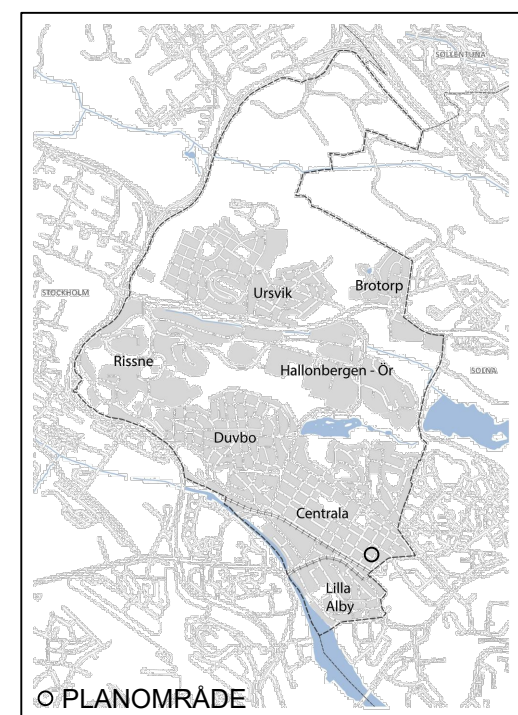 SOLLENTUNA
Ursvik
Brotorp
STOCKHOLM
Rissne
Hallonbergen - Ör
SOLNA
Duvbo
Centrala
Lilla
Alby
PLANOMRÅDE